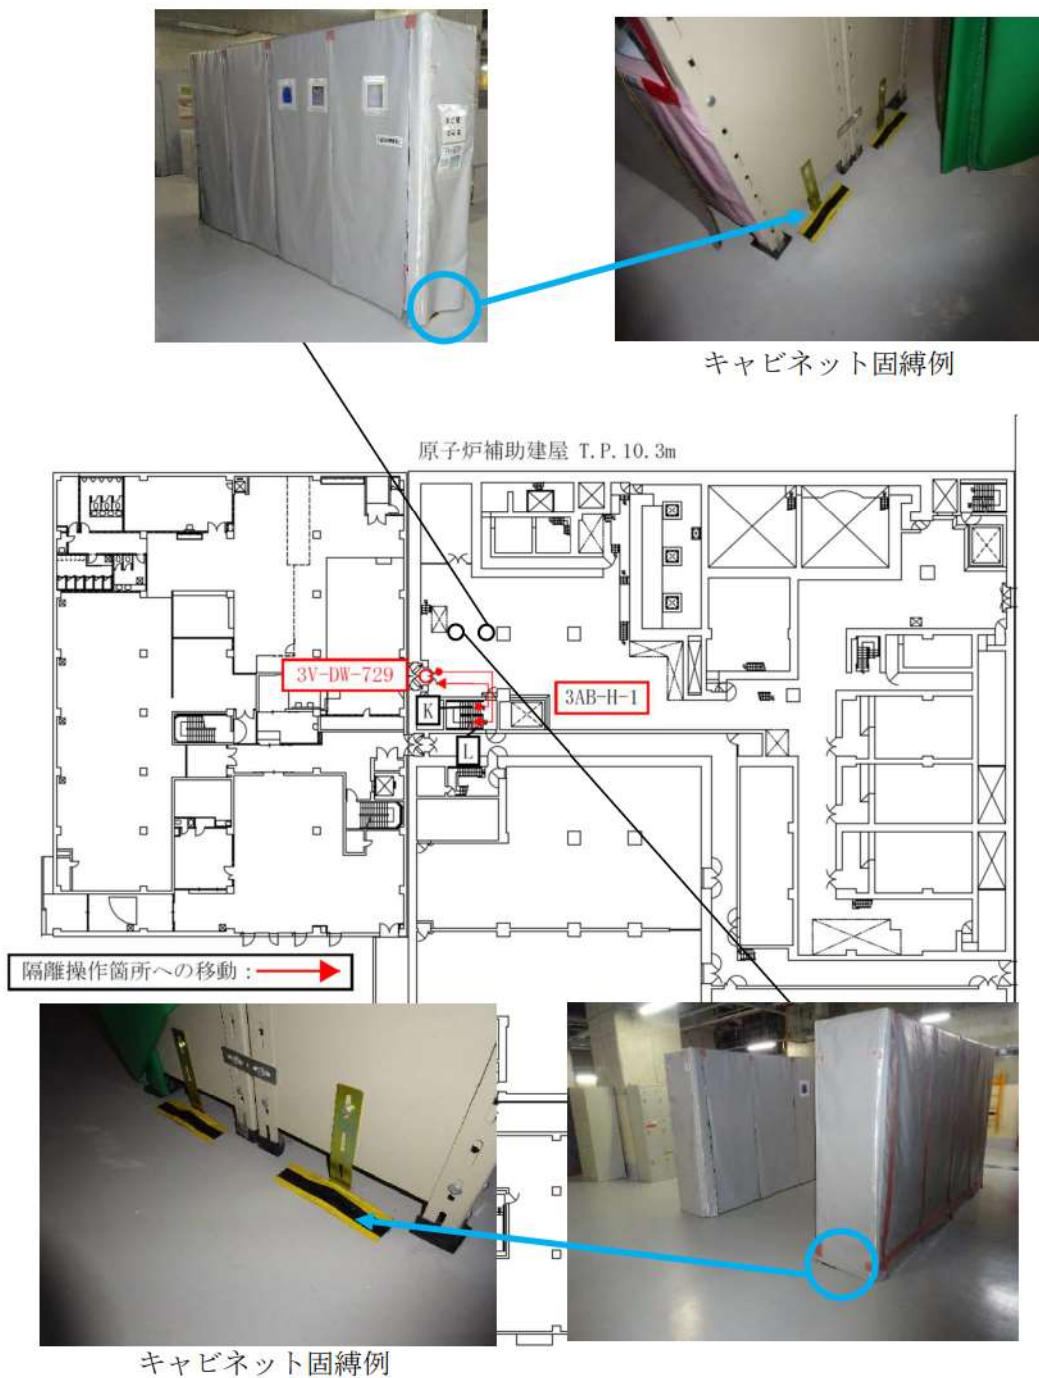 キャビネット固縛例
原子炉補助建屋 T.P.10.3m
3V-DW-729
3AB-H-1
K
L
隔離操作箇所への移動：
キャビネット固縛例